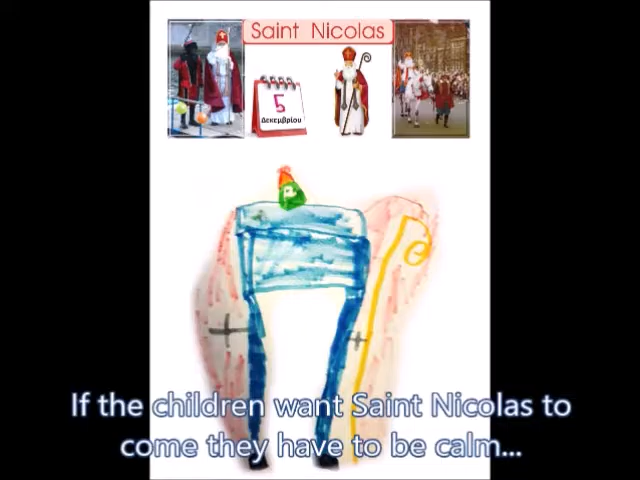 Saint Nicolas
5
Δεκεμβρίου
If the children want Saint Nicolas to
come they have to be calm...